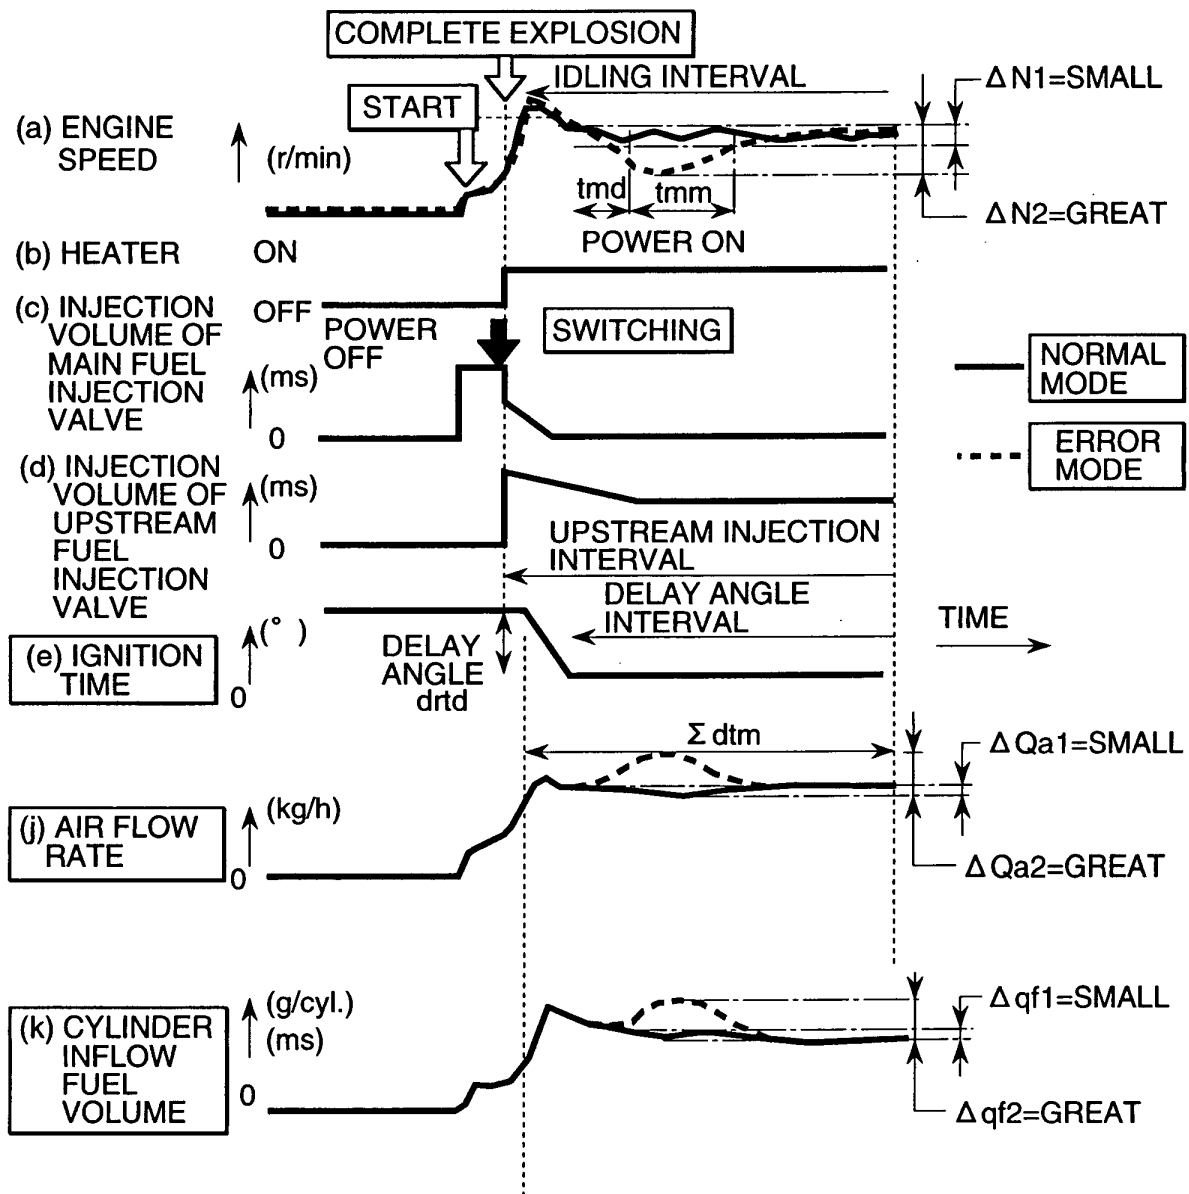 COMPLETE EXPLOSION
IDLING INTERVAL
ΔN1=SMALL
START
(a) ENGINE
SPEED
(r/min)
tmd
tmm
ΔN2=GREAT
POWER ON
(b) HEATER
ON
OFF
(c) INJECTION
VOLUME OF
MAIN FUEL
INJECTION
VALVE
POWER
OFF
SWITCHING
(ms)
0
NORMAL
MODE
ERROR
MODE
(d) INJECTION
VOLUME OF
UPSTREAM
FUEL
INJECTION
VALVE
(ms)
0
UPSTREAM INJECTION
INTERVAL
DELAY ANGLE
INTERVAL
TIME
(e) IGNITION
TIME
(°)
0
DELAY
ANGLE
drtd
Σ dtm
ΔQa1=SMALL
(j) AIR FLOW
RATE
(kg/h)
0
ΔQa2=GREAT
(k) CYLINDER
INFLOW
FUEL
VOLUME
(g/cyl.)
(ms)
0
Δqf1=SMALL
Δqf2=GREAT